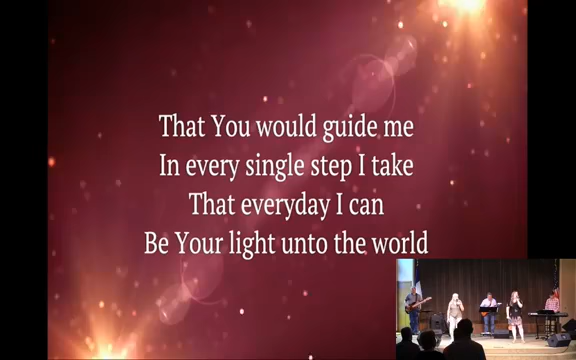 That You would guide me
In every single step I take
That everyday I can
Be Your light unto the world